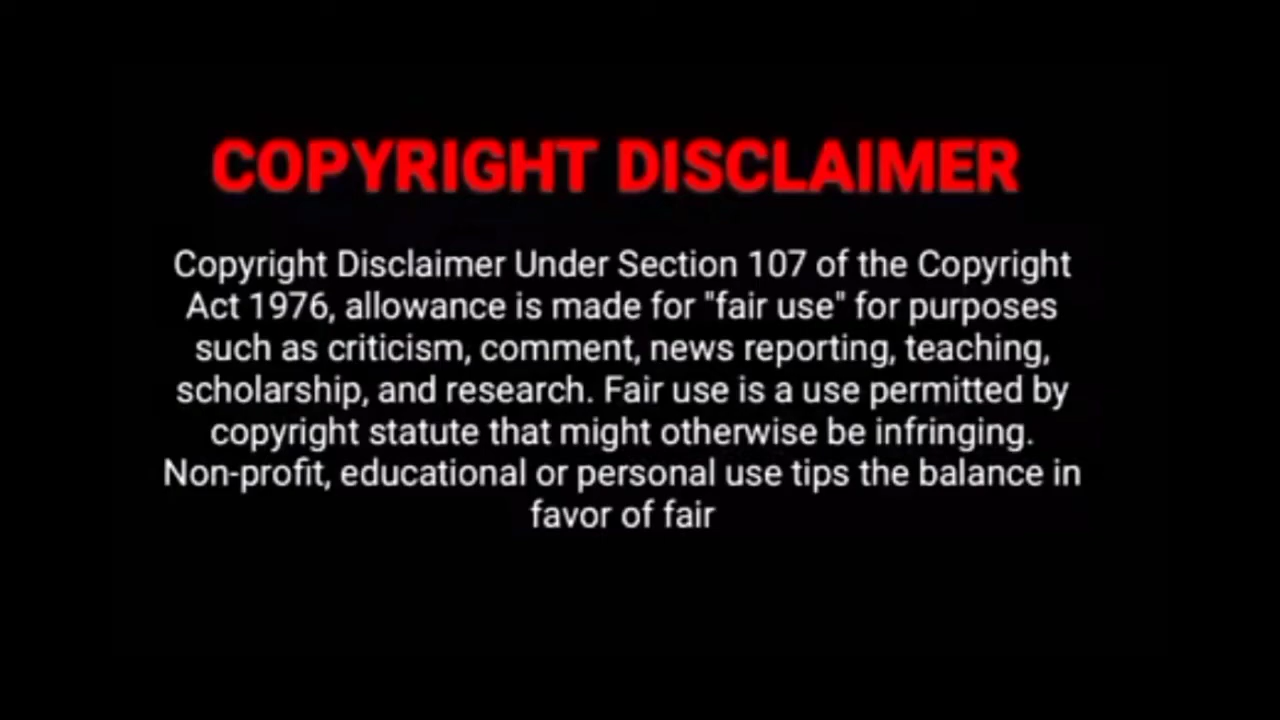 COPYRIGHT DISCLAIMER
Copyright Disclaimer Under Section 107 of the Copyright
Act 1976, allowance is made for "fair use" for purposes
such as criticism, comment, news reporting, teaching,
scholarship, and research. Fair use is a use permitted by
copyright statute that might otherwise be infringing.
Non-profit, educational or personal use tips the balance in
favor of fair